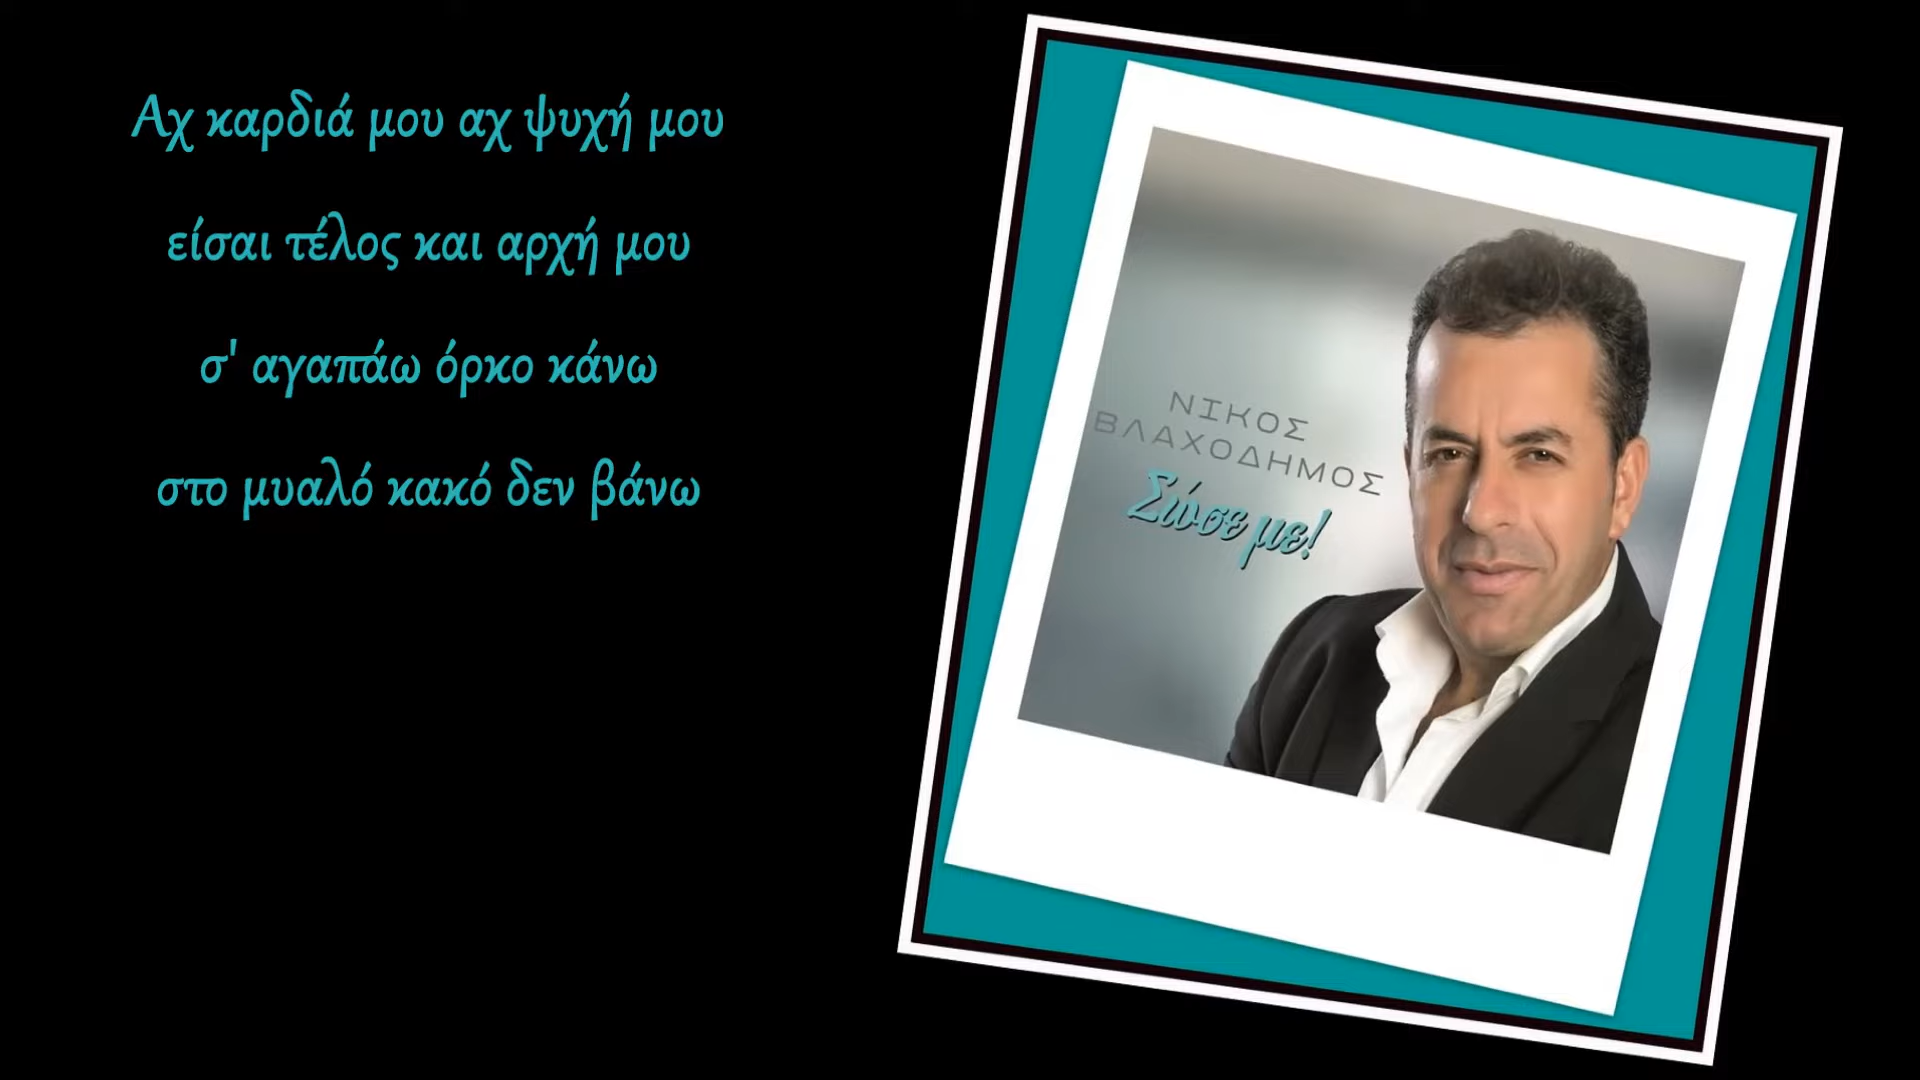 Αχ καρδιά μου αχ ψυχή μου
είσαι τέλος και αρχή μου
σ' αγαπάω όρκο κάνω
στο μυαλό κακό δεν βάνω
ΝΙΚΟΣ
ΒΛΑΧΟΔΗΜΟΣ
Σώσε με!